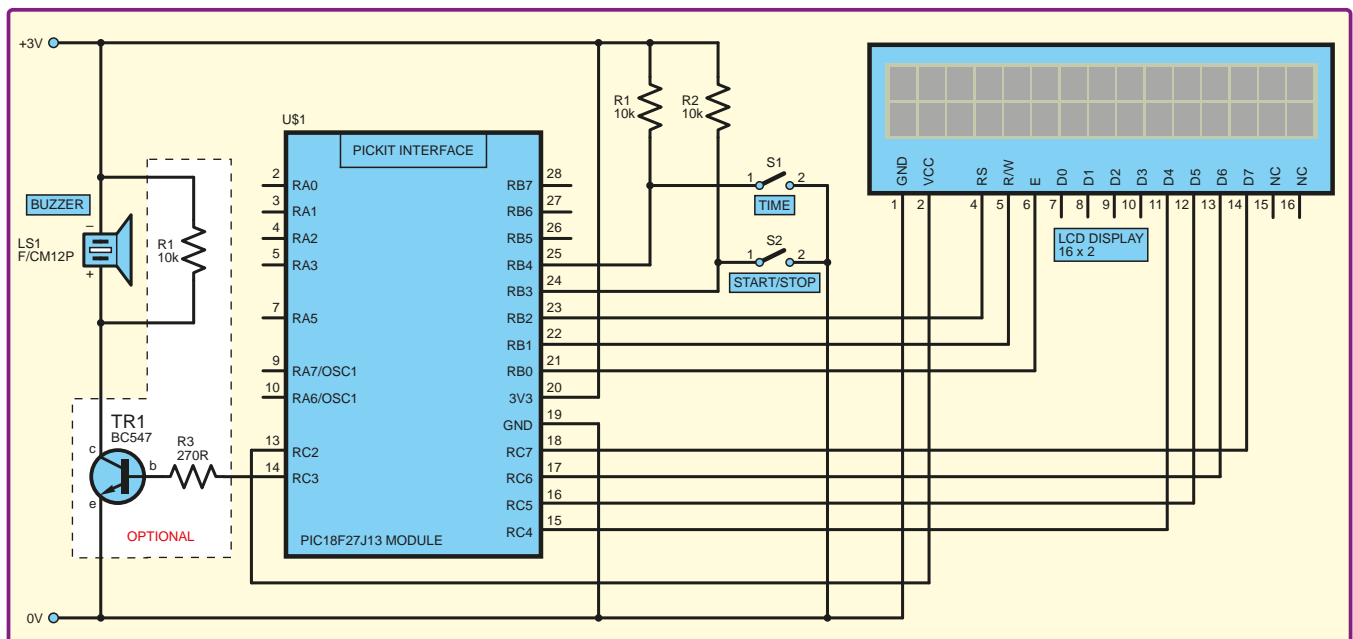 +3V
BUZZER
–
LS1
F/CM12P
+
R1
10k
TR1
BC547
c
b
e
R3
270R
OPTIONAL
0V
U$1
PICKIT INTERFACE
2 RA0
3 RA1
4 RA2
5 RA3
7 RA5
9 RA7/OSC1
10 RA6/OSC1
13 RC2
14 RC3
RB7 28
RB6 27
RB5 26
RB4 25
RB3 24
RB2 23
RB1 22
RB0 21
3V3 20
GND 19
RC7 18
RC6 17
RC5 16
RC4 15
PIC18F27J13 MODULE
R1
10k
R2
10k
S1
1 2
TIME
S2
1 2
START/STOP
GND VCC RS R/W E D0 D1 D2 D3 D4 D5 D6 D7 NC NC
1 2 4 5 6 7 8 9 10 11 12 13 14 15 16
LCD DISPLAY
16 x 2